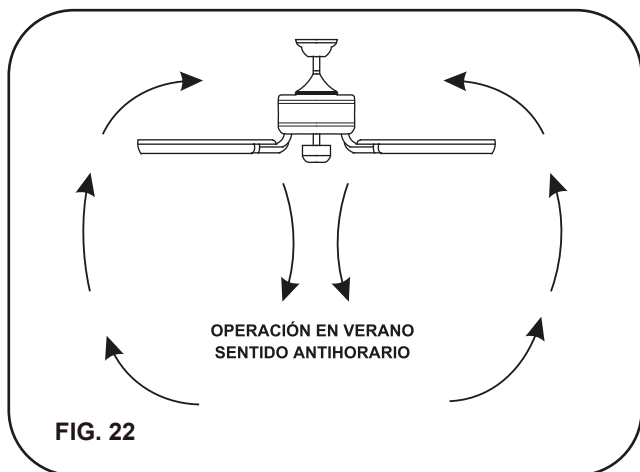 OPERACIÓN EN VERANO
SENTIDO ANTIHORARIO
FIG. 22